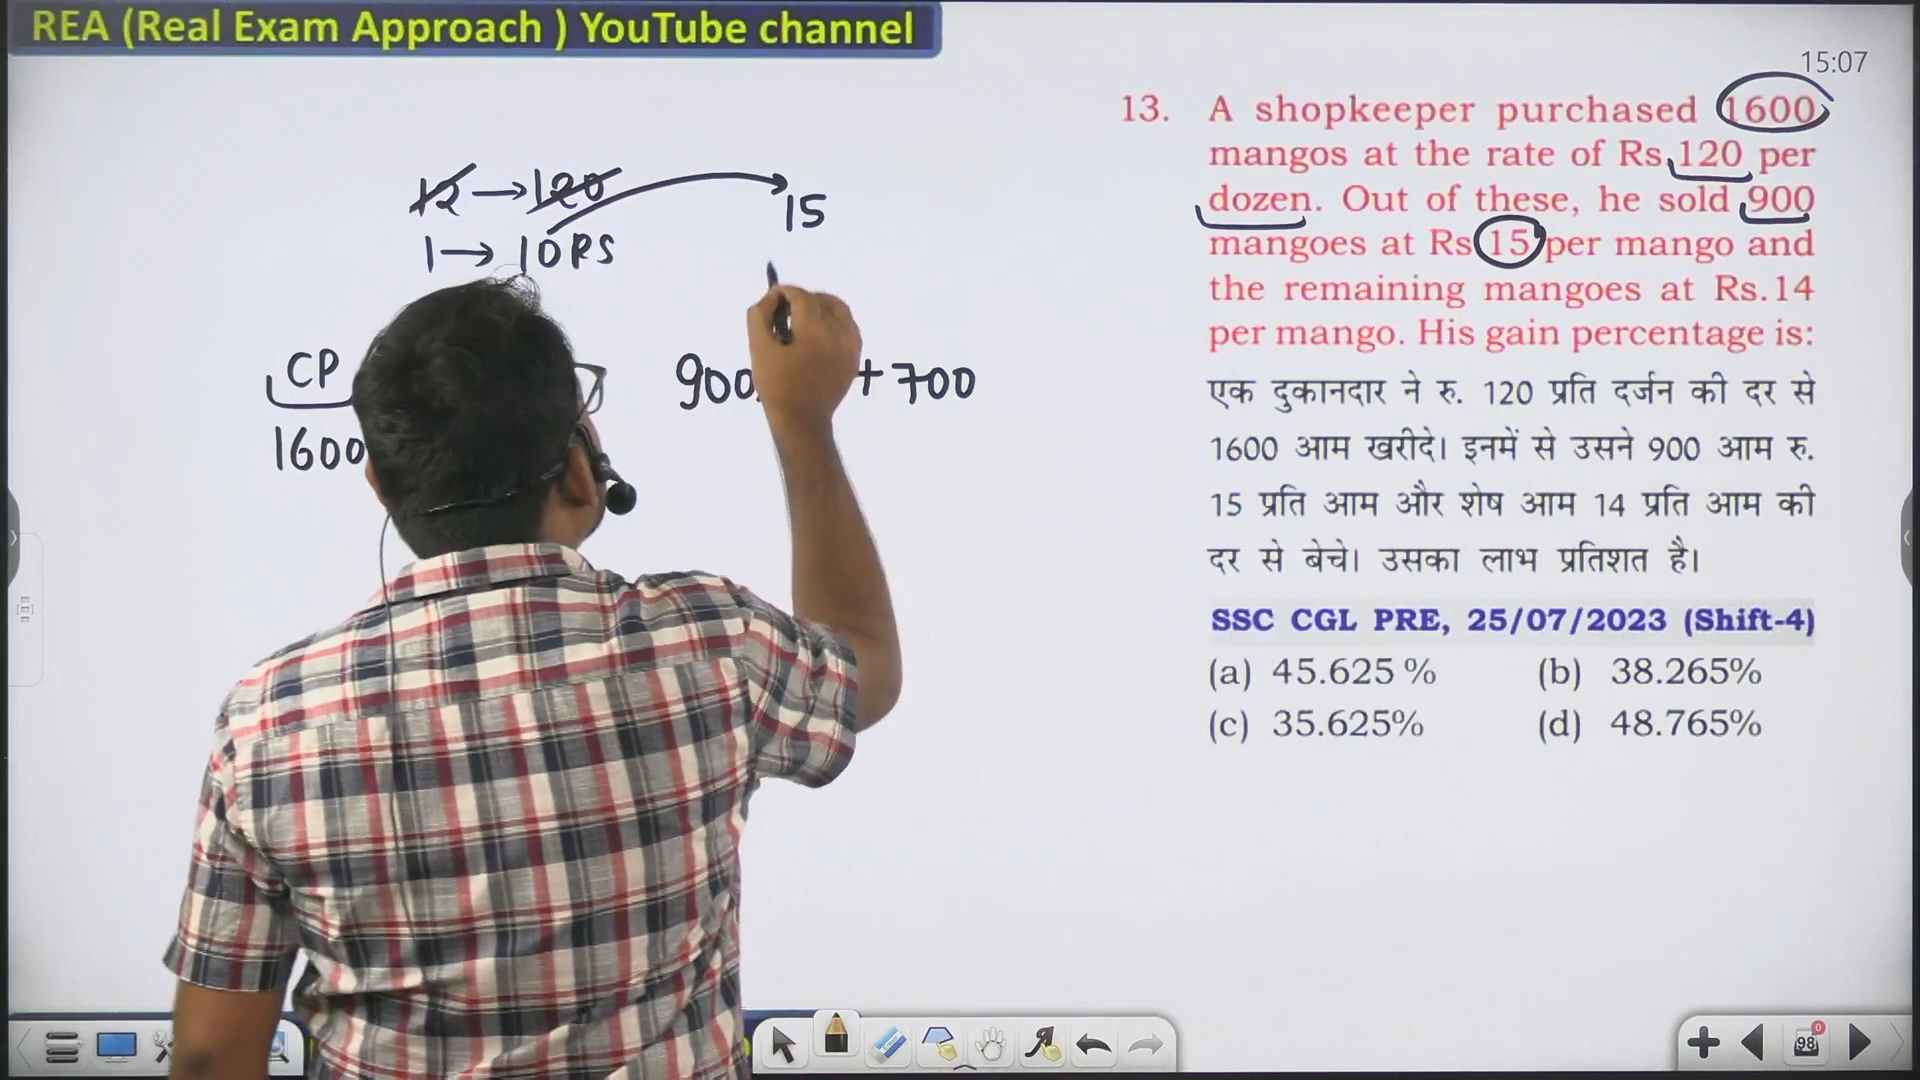 REA (Real Exam Approach ) YouTube channel
15:07
12 → 120
15
1 → 10 RS
CP
1600
900
+ 700
13. A shopkeeper purchased 1600
mangos at the rate of Rs.120 per
dozen. Out of these, he sold 900
mangoes at Rs 15 per mango and
the remaining mangoes at Rs.14
per mango. His gain percentage is:
एक दुकानदार ने रु. 120 प्रति दर्जन की दर से
1600 आम खरीदे। इनमें से उसने 900 आम रु.
15 प्रति आम और शेष आम 14 प्रति आम की
दर से बेचे। उसका लाभ प्रतिशत है।
SSC CGL PRE, 25/07/2023 (Shift-4)
(a) 45.625 % (b) 38.265%
(c) 35.625% (d) 48.765%
98
0